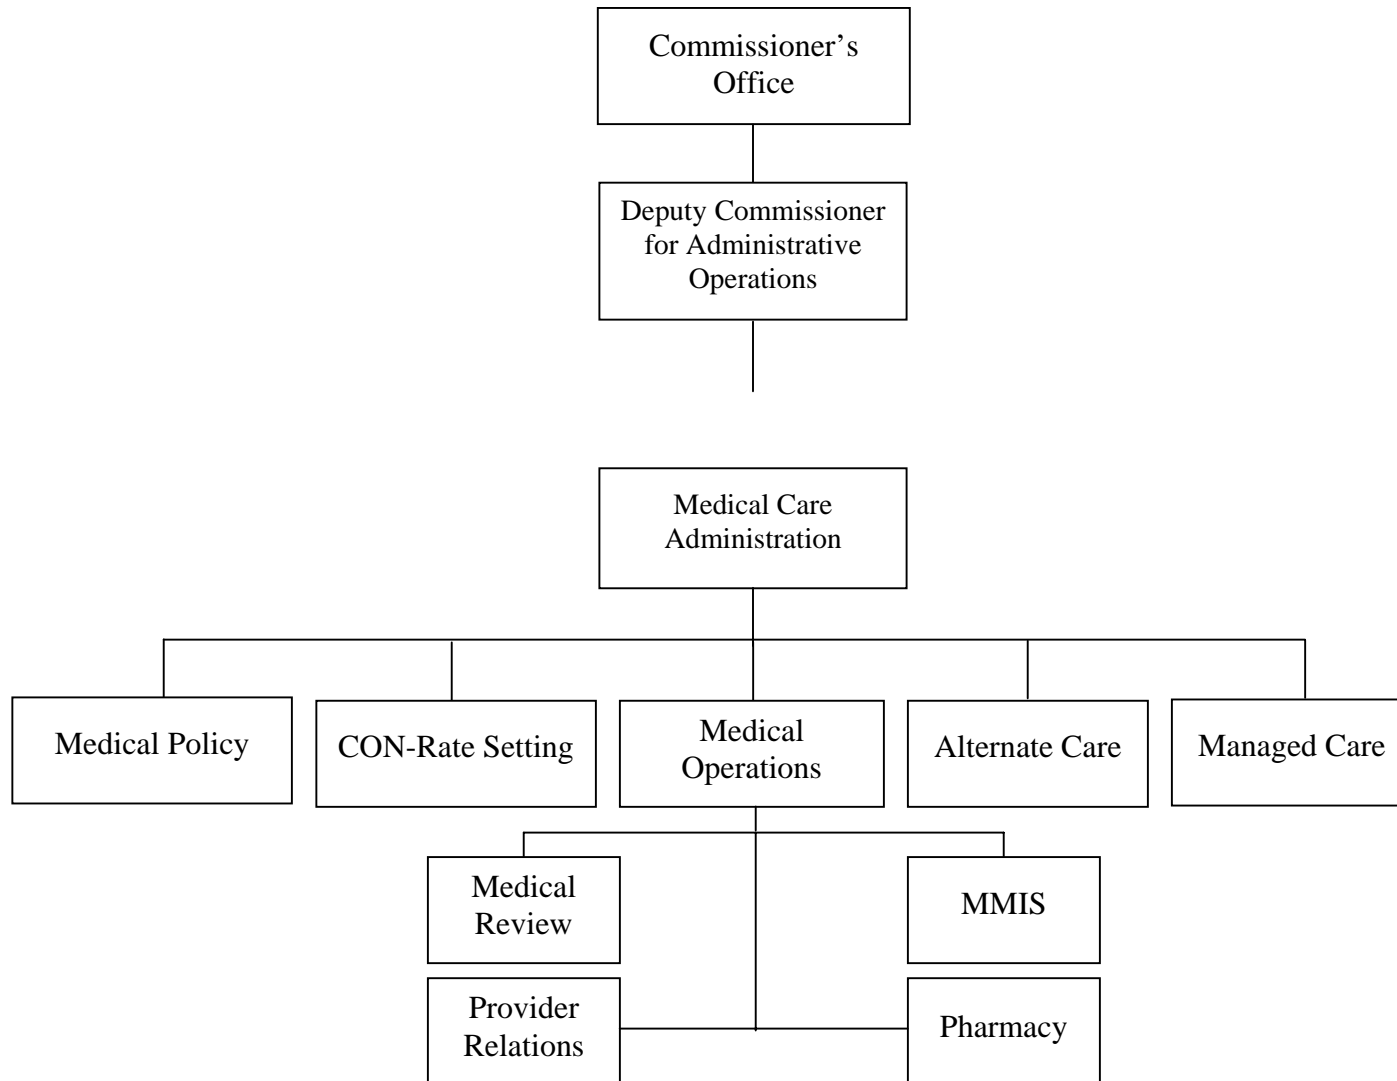 Commissioner’s
Office
Deputy Commissioner
for Administrative
Operations
Medical Care
Administration
Medical Policy
CON-Rate Setting
Medical
Operations
Alternate Care
Managed Care
Medical
Review
MMIS
Provider
Relations
Pharmacy